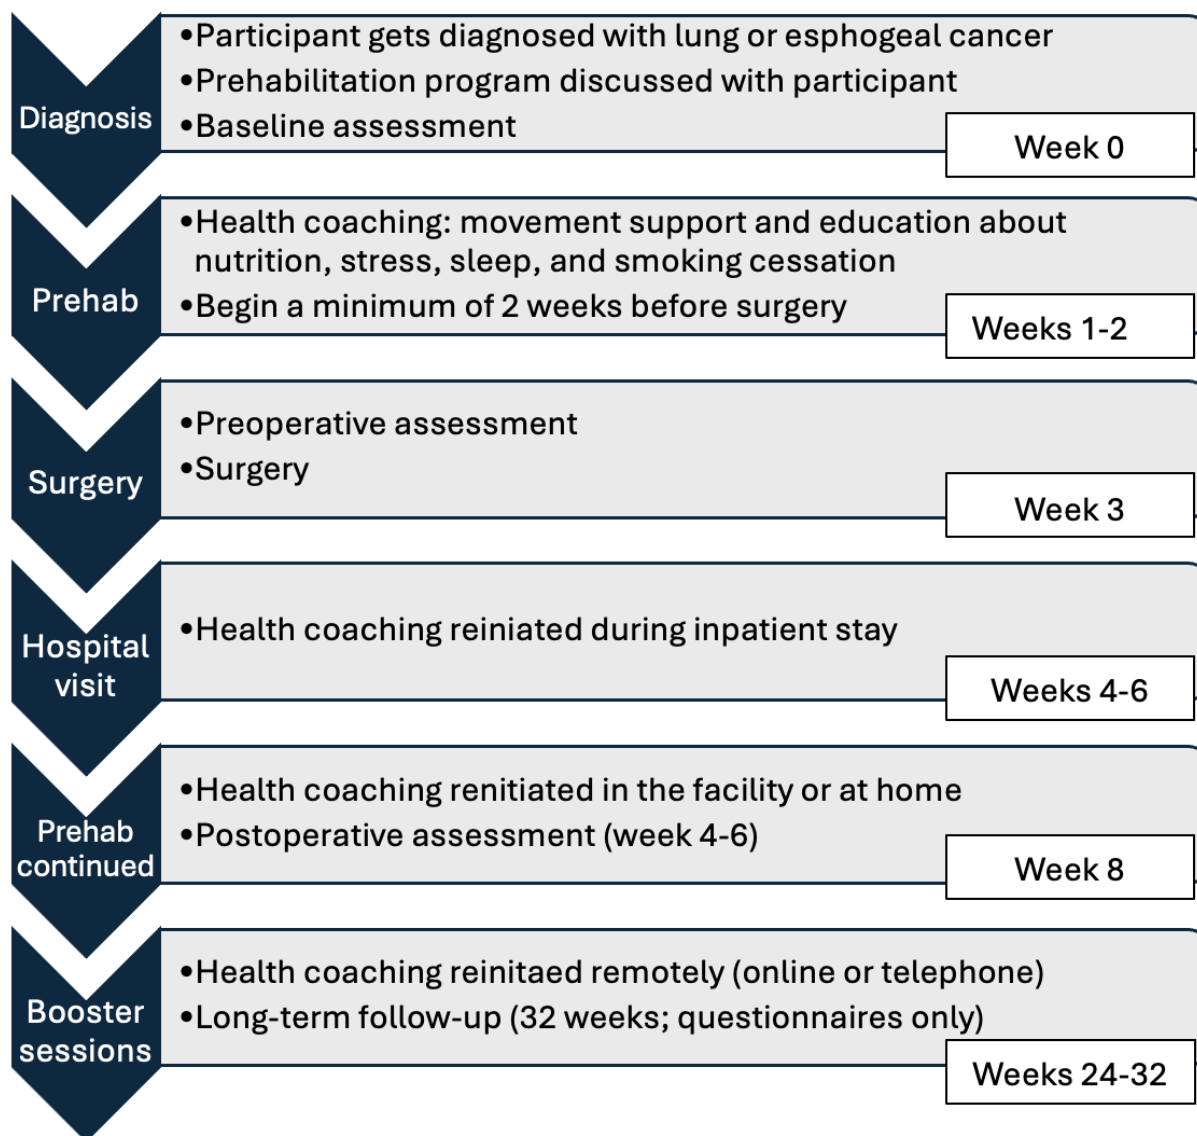 •Participant gets diagnosed with lung or esphogeal cancer
•Prehabilitation program discussed with participant
Diagnosis
•Baseline assessment
Week 0
•Health coaching: movement support and education about
nutrition, stress, sleep, and smoking cessation
Prehab
•Begin a minimum of 2 weeks before surgery
Weeks 1-2
•Preoperative assessment
Surgery
•Surgery
Week 3
•Health coaching reiniated during inpatient stay
Hospital
visit
Weeks 4-6
•Health coaching renitiated in the facility or at home
Prehab
continued
•Postoperative assessment (week 4-6)
Week 8
•Health coaching reinitaed remotely (online or telephone)
Booster
sessions
•Long-term follow-up (32 weeks; questionnaires only)
Weeks 24-32